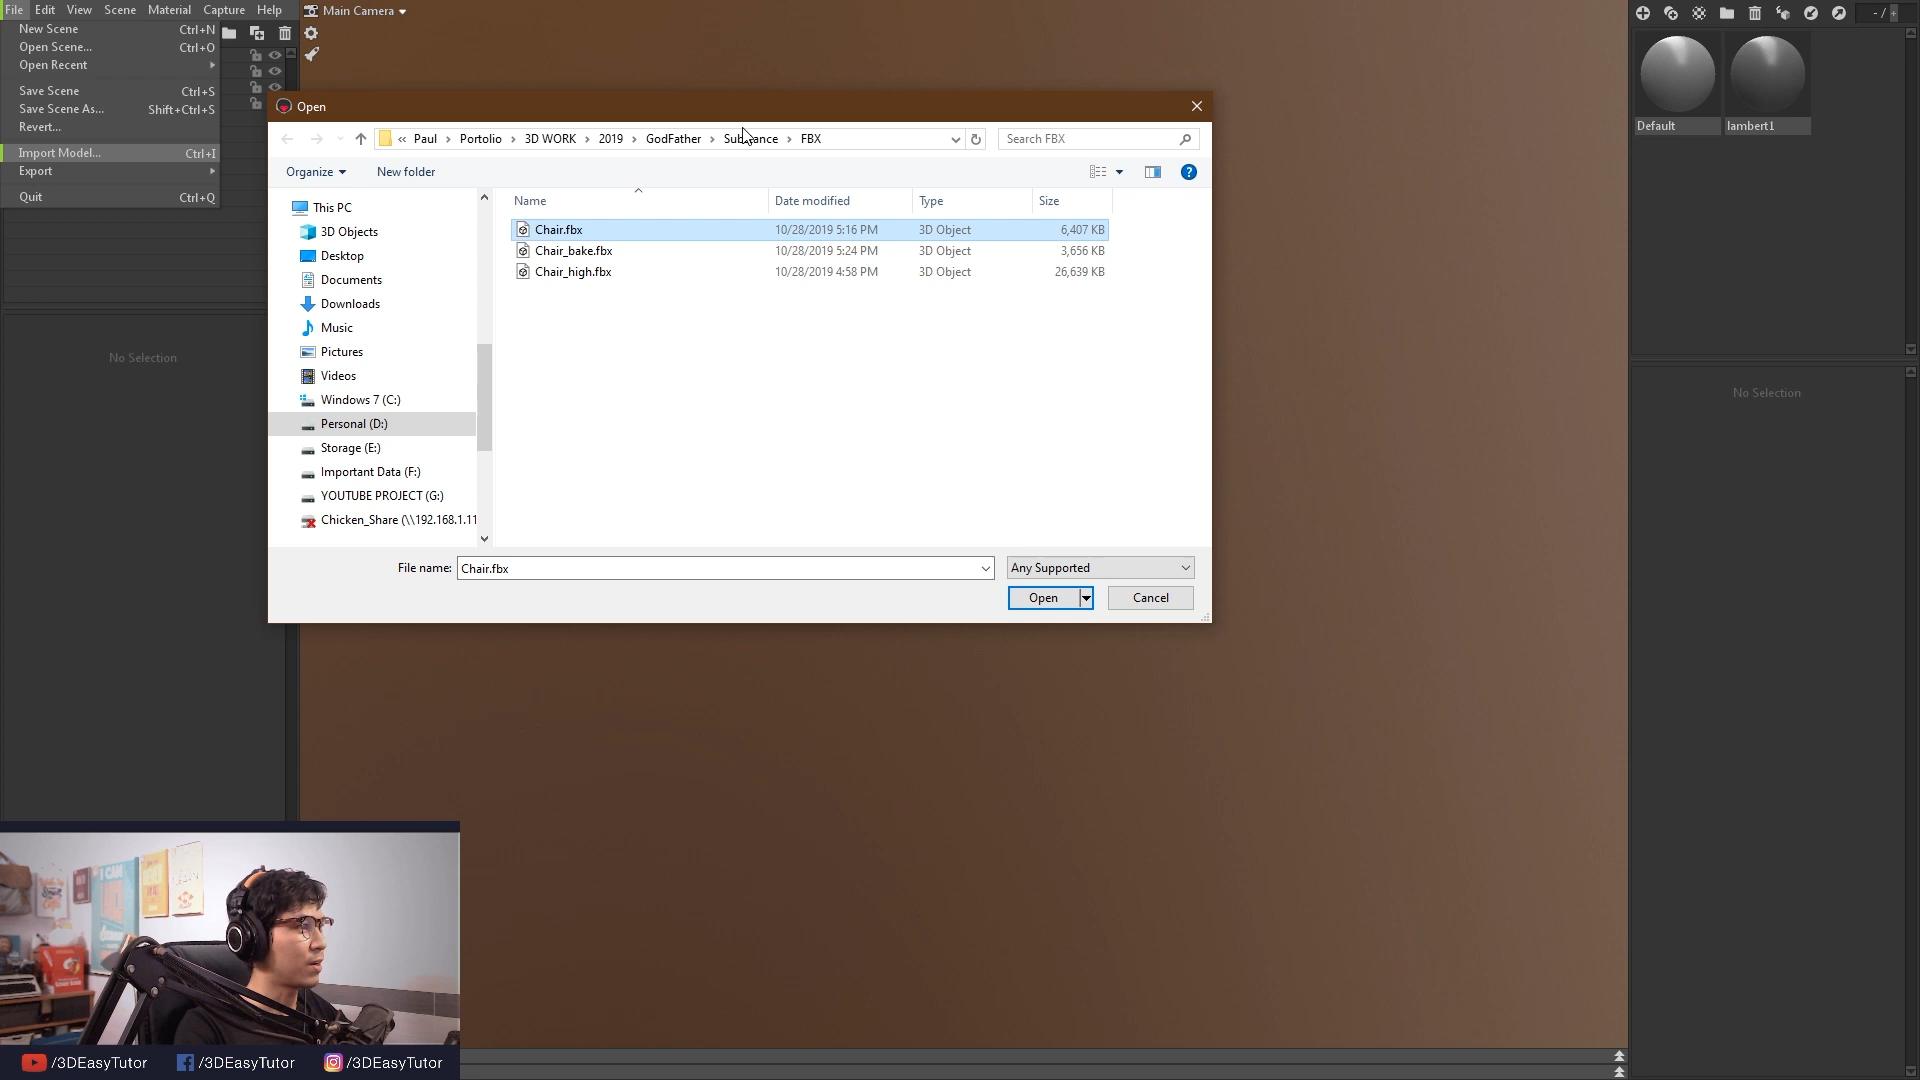 File Edit View Scene Material Capture Help
Main Camera
New Scene Ctrl+N
Open Scene... Ctrl+O
Open Recent
Save Scene Ctrl+S
Save Scene As... Shift+Ctrl+S
Revert...
Import Model... Ctrl+I
Export
Quit Ctrl+Q
No Selection
Open
« Paul › Portolio › 3D WORK › 2019 › GodFather › Substance › FBX
Search FBX
Organize
New folder
This PC
3D Objects
Desktop
Documents
Downloads
Music
Pictures
Videos
Windows 7 (C:)
Personal (D:)
Storage (E:)
Important Data (F:)
YOUTUBE PROJECT (G:)
Chicken_Share (\\192.168.1.11
Name Date modified Type Size
Chair.fbx 10/28/2019 5:16 PM 3D Object 6,407 KB
Chair_bake.fbx 10/28/2019 5:24 PM 3D Object 3,656 KB
Chair_high.fbx 10/28/2019 4:58 PM 3D Object 26,639 KB
File name: Chair.fbx
Any Supported
Open
Cancel
- / +
Default
lambert1
No Selection
I CAN
/3DEasyTutor
/3DEasyTutor
/3DEasyTutor